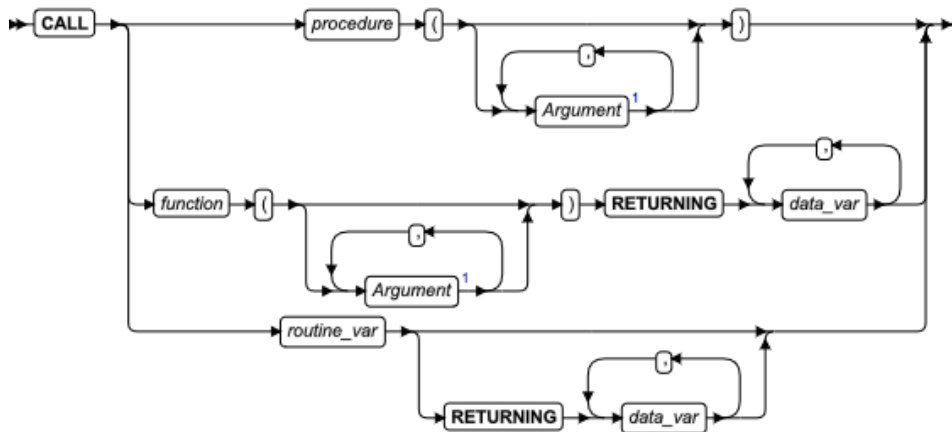 CALL procedure ( )
,
Argument 1
,
function ( ) RETURNING data_var
,
Argument 1
routine_var
,
RETURNING data_var